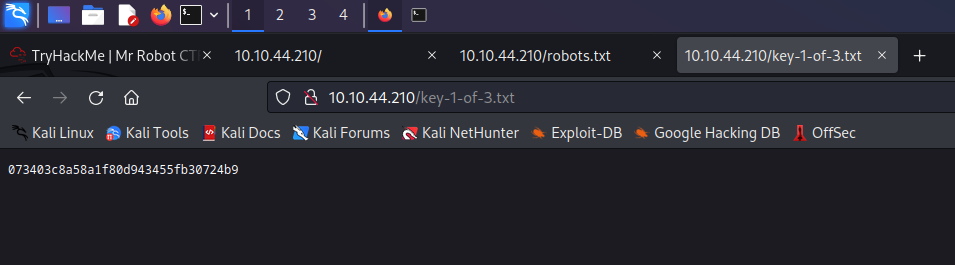 1 2 3 4
TryHackMe | Mr Robot CT
10.10.44.210/
10.10.44.210/robots.txt
10.10.44.210/key-1-of-3.txt
10.10.44.210/key-1-of-3.txt
Kali Linux Kali Tools Kali Docs Kali Forums Kali NetHunter Exploit-DB Google Hacking DB OffSec
073403c8a58a1f80d943455fb30724b9